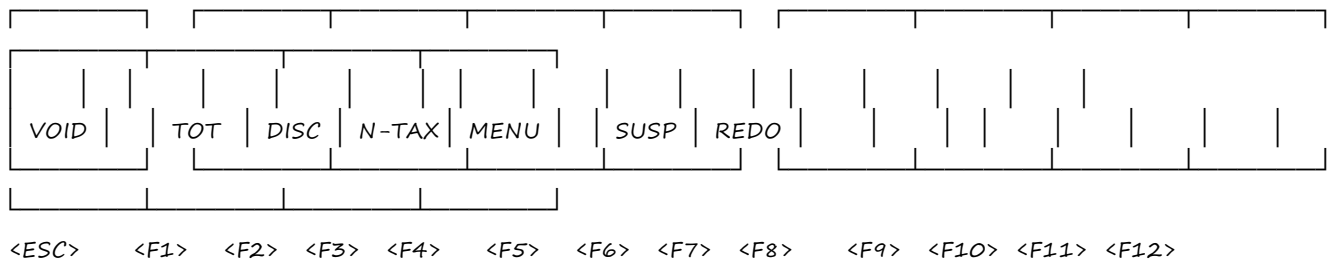 VOID TOT DISC N-TAX MENU SUSP REDO
<ESC> <F1> <F2> <F3> <F4> <F5> <F6> <F7> <F8> <F9> <F10> <F11> <F12>